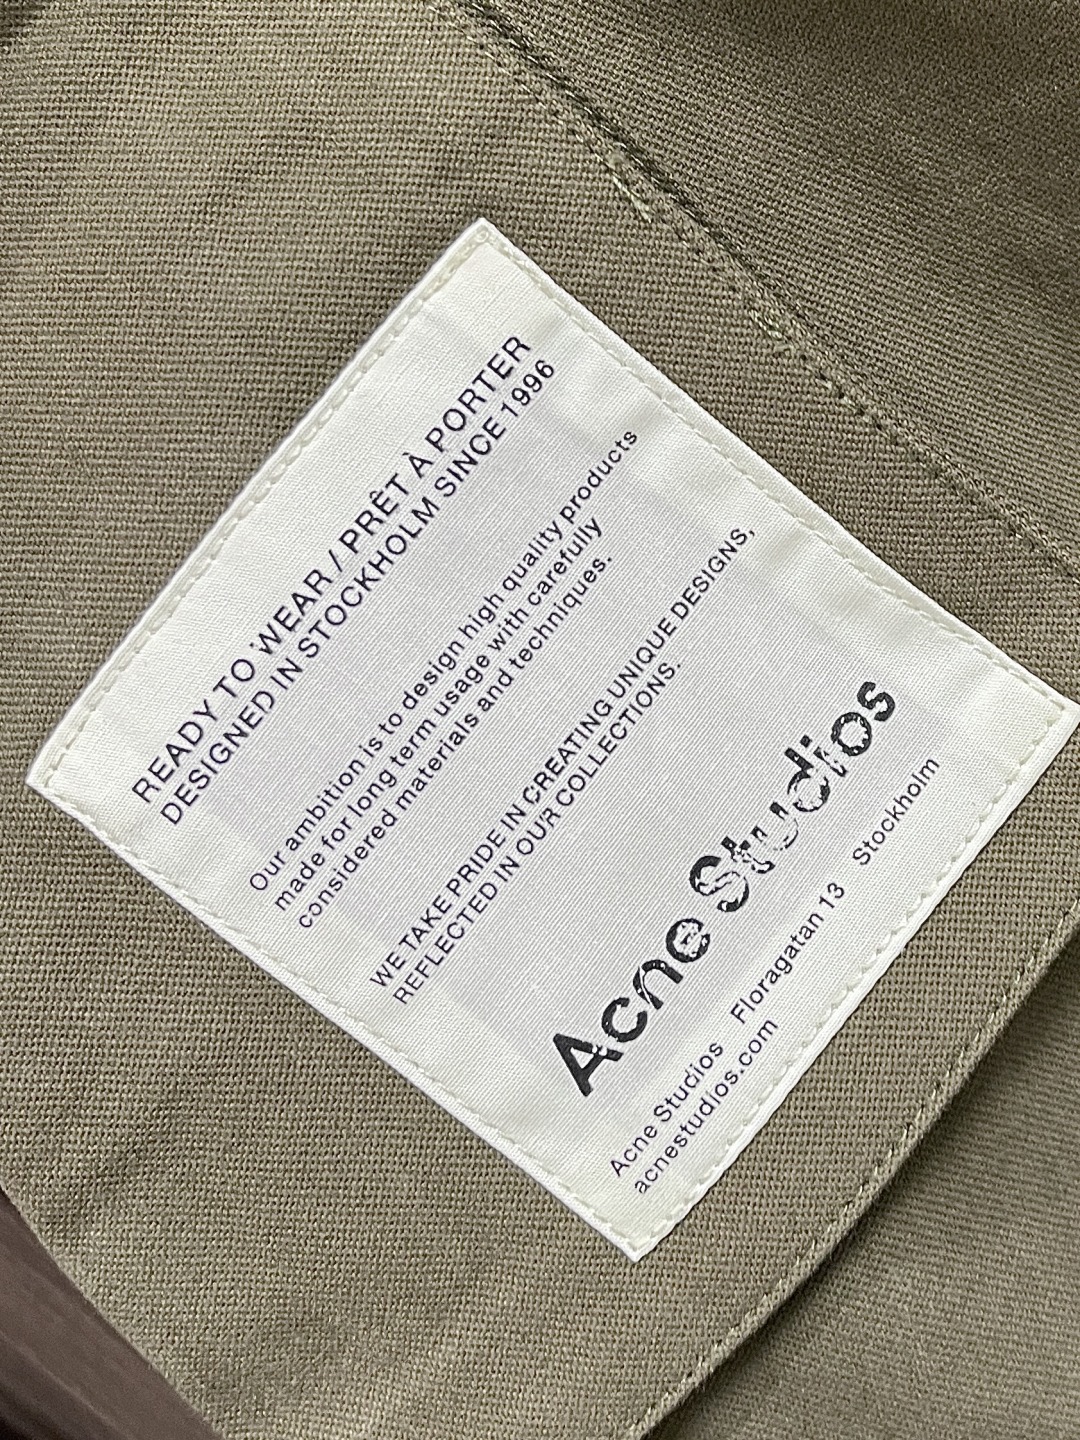 READY TO WEAR / PRÊT À PORTER
DESIGNED IN STOCKHOLM SINCE 1996
Our ambition is to design high quality products
made for long term usage with carefully
considered materials and techniques.
WE TAKE PRIDE IN CREATING UNIQUE DESIGNS,
REFLECTED IN OUR COLLECTIONS.
Acne Studios
Acne Studios Floragatan 13 Stockholm
acnestudios.com